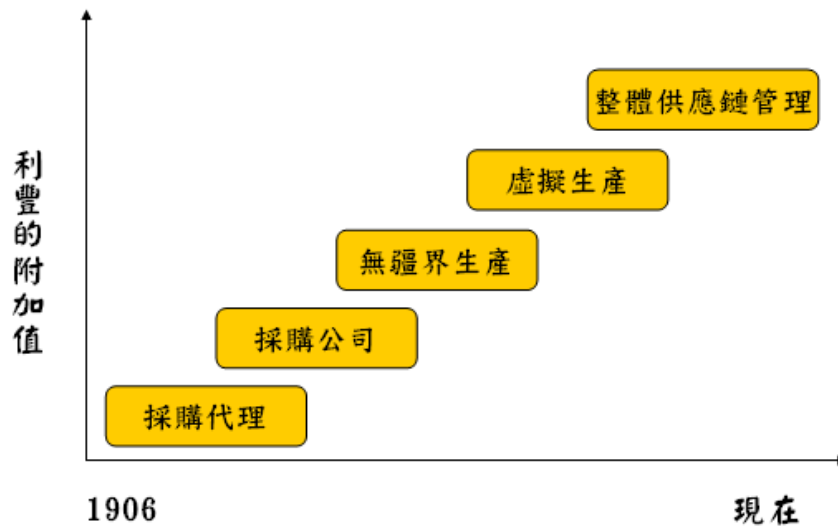 整體供應鏈管理
虛擬生產
無疆界生產
採購公司
採購代理
利豐的附加值
1906
現在